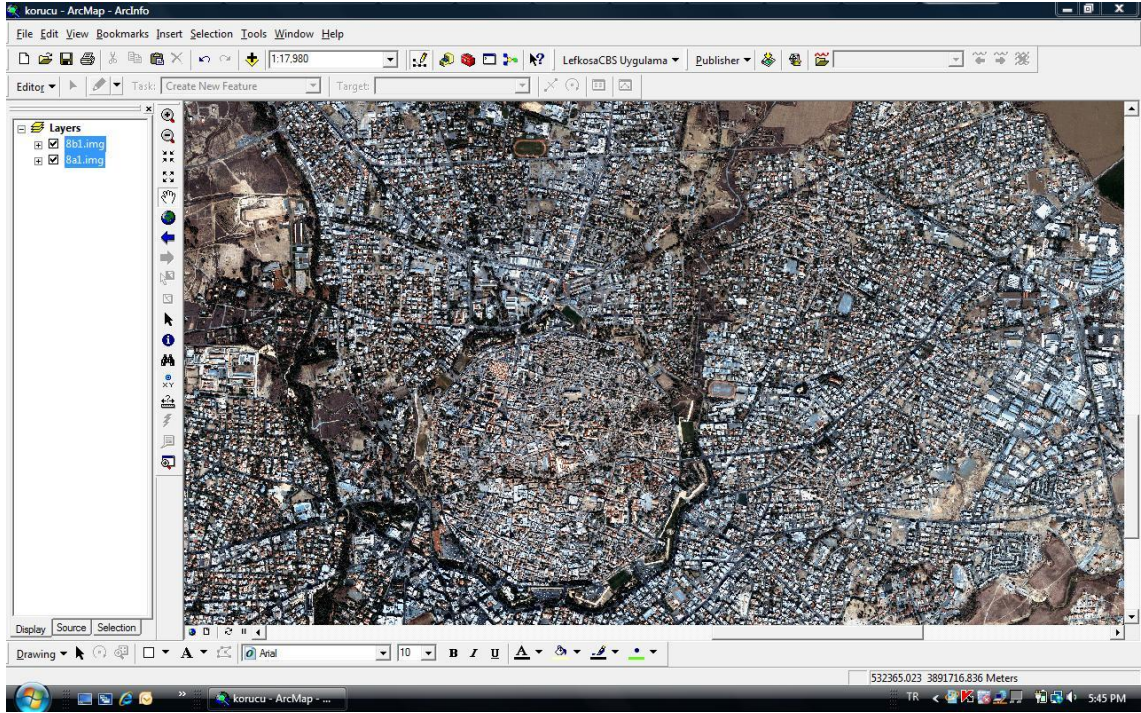 korucu - ArcMap - ArcInfo
File Edit View Bookmarks Insert Selection Tools Window Help
1:17,980 LefkosaCBS Uygulama Publisher
Editor Task: Create New Feature Target:
Layers
8b1.img
8a1.img
Display Source Selection
Drawing A Arial 10 B I U A
532365.023 3891716.836 Meters
korucu - ArcMap - ... TR 5:45 PM